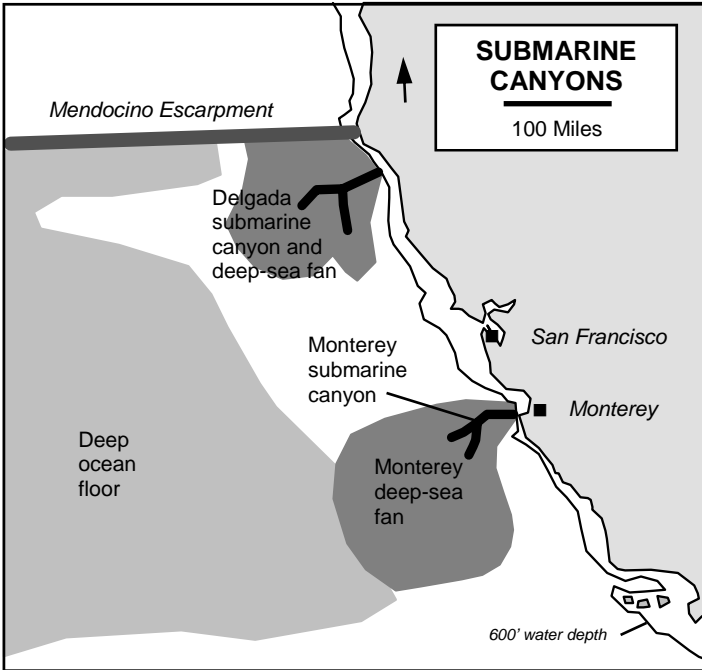 SUBMARINE
CANYONS
100 Miles
Mendocino Escarpment
Delgada
submarine
canyon and
deep-sea fan
San Francisco
Monterey
submarine
canyon
Monterey
Deep
ocean
floor
Monterey
deep-sea
fan
600' water depth